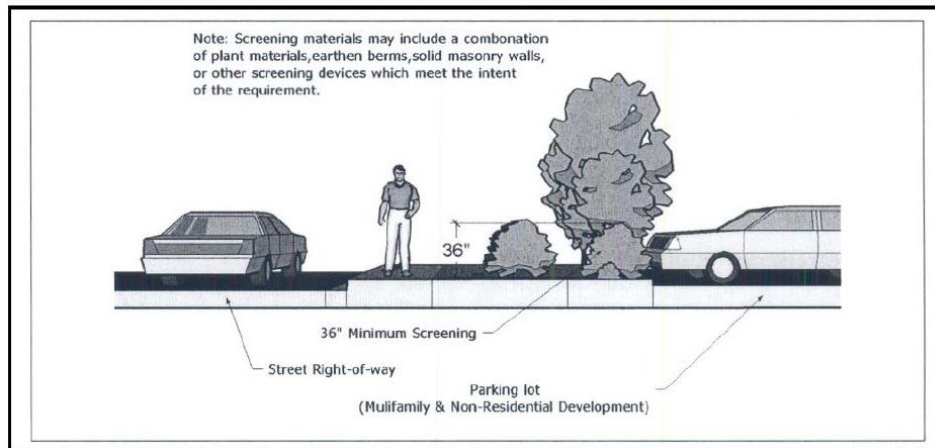 Note: Screening materials may include a combination
of plant materials,earthen berms,solid masonry walls,
or other screening devices which meet the intent
of the requirement.
36"
36" Minimum Screening
Street Right-of-way
Parking lot
(Mulifamily & Non-Residential Development)